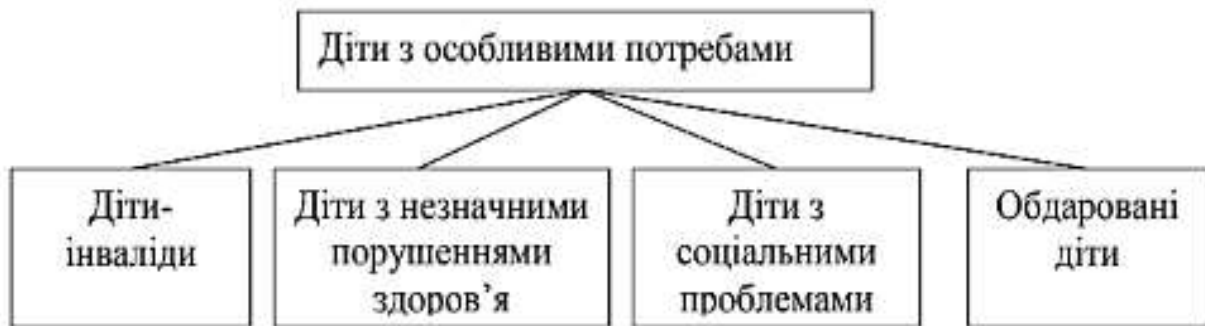 Діти з особливими потребами
Діти-
інваліди
Діти з незначними
порушеннями
здоров’я
Діти з
соціальними
проблемами
Обдаровані
діти